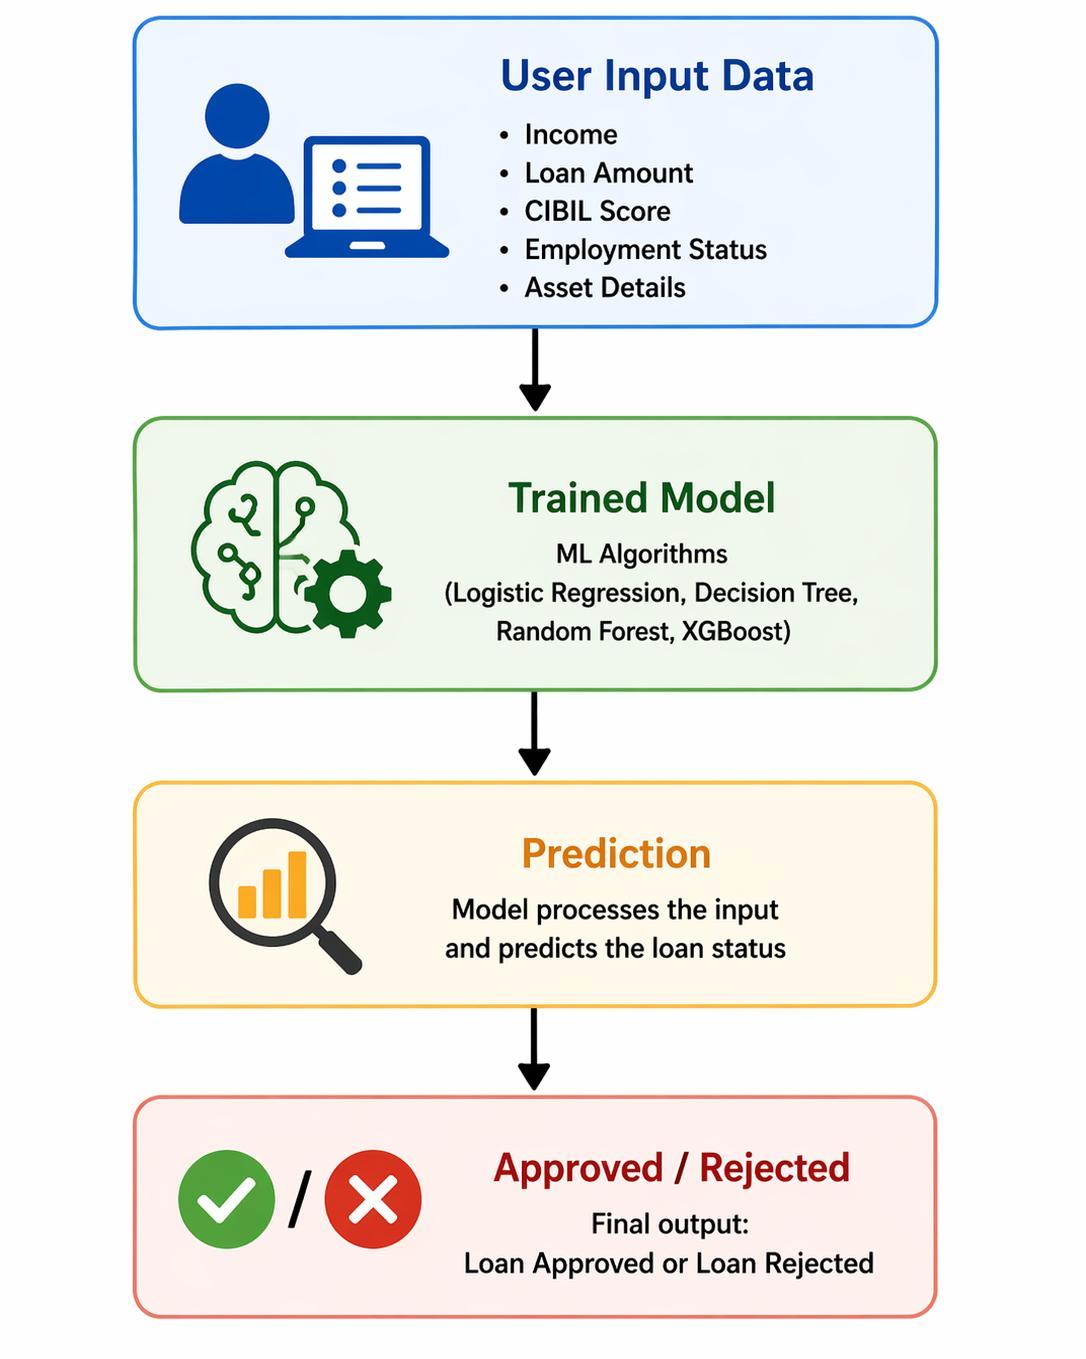 User Input Data
• Income
• Loan Amount
• CIBIL Score
• Employment Status
• Asset Details
Trained Model
ML Algorithms
(Logistic Regression, Decision Tree,
Random Forest, XGBoost)
Prediction
Model processes the input
and predicts the loan status
/
Approved / Rejected
Final output:
Loan Approved or Loan Rejected